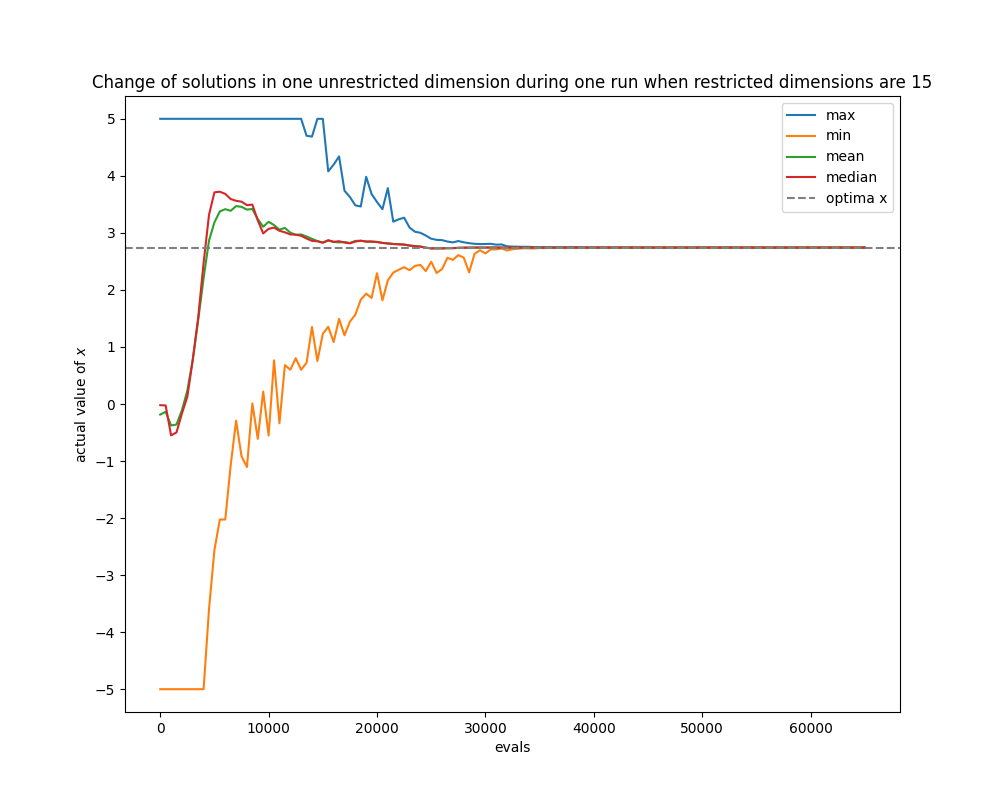 Change of solutions in one unrestricted dimension during one run when restricted dimensions are 15
max
min
mean
median
optima x
5
4
3
2
1
0
−1
−2
−3
−4
−5
actual value of x
0 10000 20000 30000 40000 50000 60000
evals